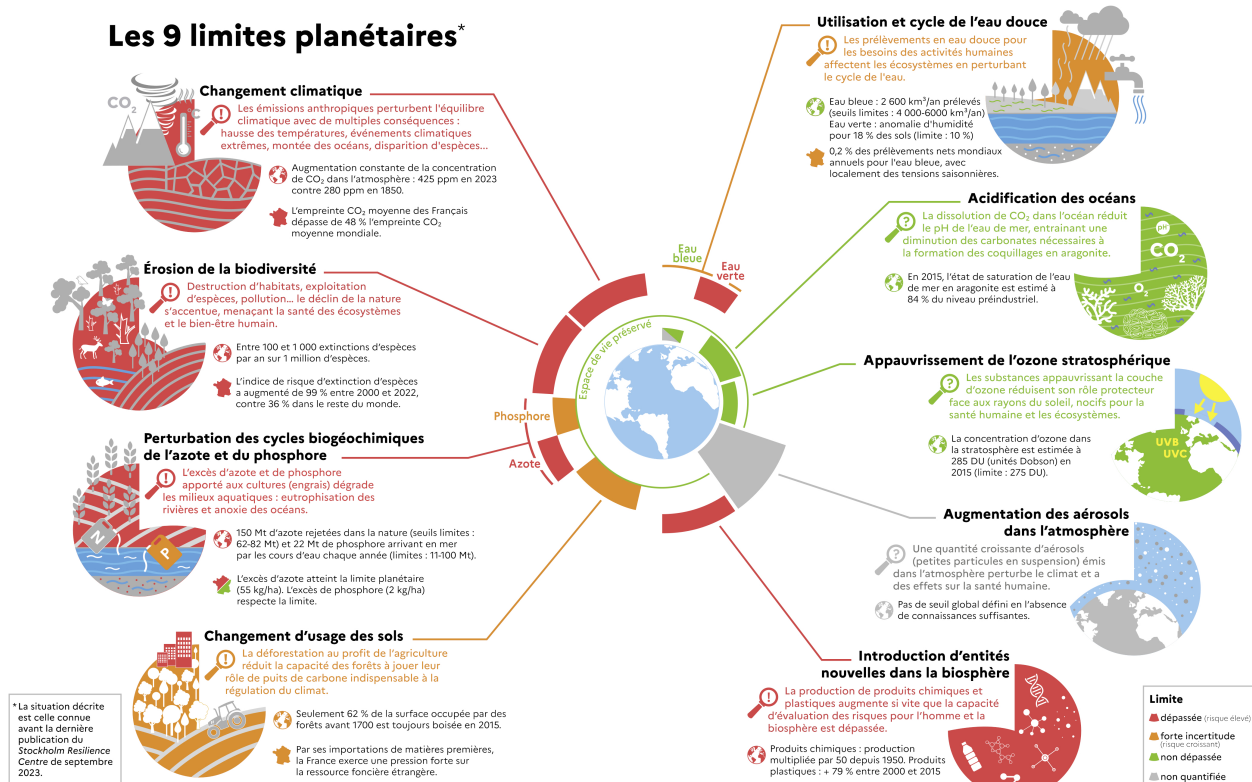 Les 9 limites planétaires*
Changement climatique
CO₂
°C
Les émissions anthropiques perturbent l'équilibre
climatique avec de multiples conséquences :
hausse des températures, événements climatiques
extrêmes, montée des océans, disparition d'espèces...
Augmentation constante de la concentration
de CO₂ dans l'atmosphère : 425 ppm en 2023
contre 280 ppm en 1850.
L'empreinte CO₂ moyenne des Français
dépasse de 48 % l'empreinte CO₂
moyenne mondiale.
Érosion de la biodiversité
Destruction d'habitats, exploitation
d'espèces, pollution... le déclin de la nature
s'accentue, menaçant la santé des écosystèmes
et le bien-être humain.
Entre 100 et 1 000 extinctions d'espèces
par an sur 1 million d'espèces.
L'indice de risque d'extinction d'espèces
a augmenté de 99 % entre 2000 et 2022,
contre 36 % dans le reste du monde.
Perturbation des cycles biogéochimiques
de l'azote et du phosphore
L'excès d'azote et de phosphore
apporté aux cultures (engrais) dégrade
les milieux aquatiques : eutrophisation des
rivières et anoxie des océans.
N
P
150 Mt d'azote rejetées dans la nature (seuils limites :
62-82 Mt) et 22 Mt de phosphore arrivant en mer
par les cours d'eau chaque année (limites : 11-100 Mt).
L'excès d'azote atteint la limite planétaire
(55 kg/ha). L'excès de phosphore (2 kg/ha)
respecte la limite.
Changement d'usage des sols
La déforestation au profit de l'agriculture
réduit la capacité des forêts à jouer leur
rôle de puits de carbone indispensable à la
régulation du climat.
Seulement 62 % de la surface occupée par des
forêts avant 1700 est toujours boisée en 2015.
Par ses importations de matières premières,
la France exerce une pression forte sur
la ressource foncière étrangère.
* La situation décrite
est celle connue
avant la dernière
publication du
Stockholm Resilience
Centre de septembre
2023.
Eau
bleue
Eau
verte
Espace de vie préservé
Phosphore
Azote
Utilisation et cycle de l'eau douce
Les prélèvements en eau douce pour
les besoins des activités humaines
affectent les écosystèmes en perturbant
le cycle de l'eau.
Eau bleue : 2 600 km³/an prélevés
(seuils limites : 4 000-6000 km³/an)
Eau verte : anomalie d'humidité
pour 18 % des sols (limite : 10 %)
0,2 % des prélèvements nets mondiaux
annuels pour l'eau bleue, avec
localement des tensions saisonnières.
Acidification des océans
La dissolution de CO₂ dans l'océan réduit
le pH de l'eau de mer, entrainant une
diminution des carbonates nécessaires à
la formation des coquillages en aragonite.
En 2015, l'état de saturation de l'eau
de mer en aragonite est estimé à
84 % du niveau préindustriel.
pH
CO₂
O₂
Appauvrissement de l'ozone stratosphérique
Les substances appauvrissant la couche
d'ozone réduisent son rôle protecteur
face aux rayons du soleil, nocifs pour la
santé humaine et les écosystèmes.
La concentration d'ozone dans
la stratosphère est estimée à
285 DU (unités Dobson) en
2015 (limite : 275 DU).
UVB
UVC
Augmentation des aérosols
dans l'atmosphère
Une quantité croissante d'aérosols
(petites particules en suspension) émis
dans l'atmosphère perturbe le climat et a
des effets sur la santé humaine.
Pas de seuil global défini en l'absence
de connaissances suffisantes.
Introduction d'entités
nouvelles dans la biosphère
La production de produits chimiques et
plastiques augmente si vite que la capacité
d'évaluation des risques pour l'homme et la
biosphère est dépassée.
Produits chimiques : production
multipliée par 50 depuis 1950. Produits
plastiques : + 79 % entre 2000 et 2015
Limite
dépassée (risque élevé)
forte incertitude
(risque croissant)
non dépassée
non quantifiée